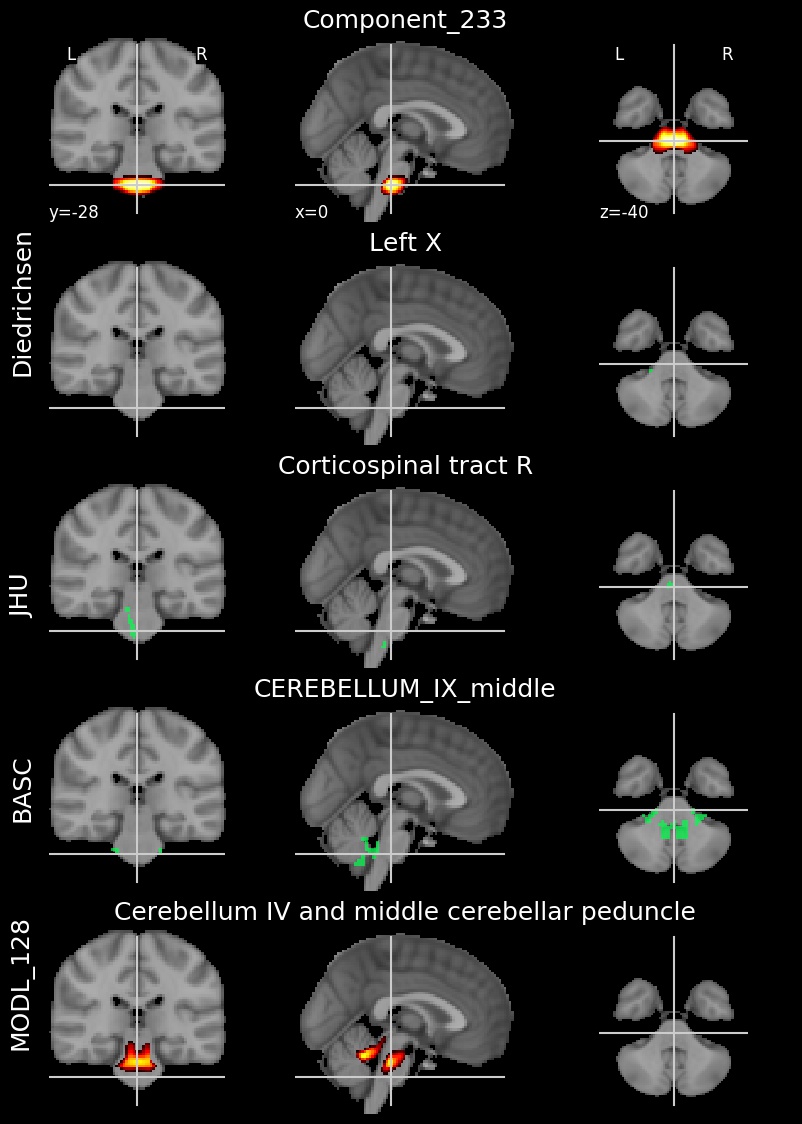 Component_233
L R L R
y=-28 x=0 z=-40
Diedrichsen
Left X
JHU
Corticospinal tract R
BASC
CEREBELLUM_IX_middle
MODL_128
Cerebellum IV and middle cerebellar peduncle